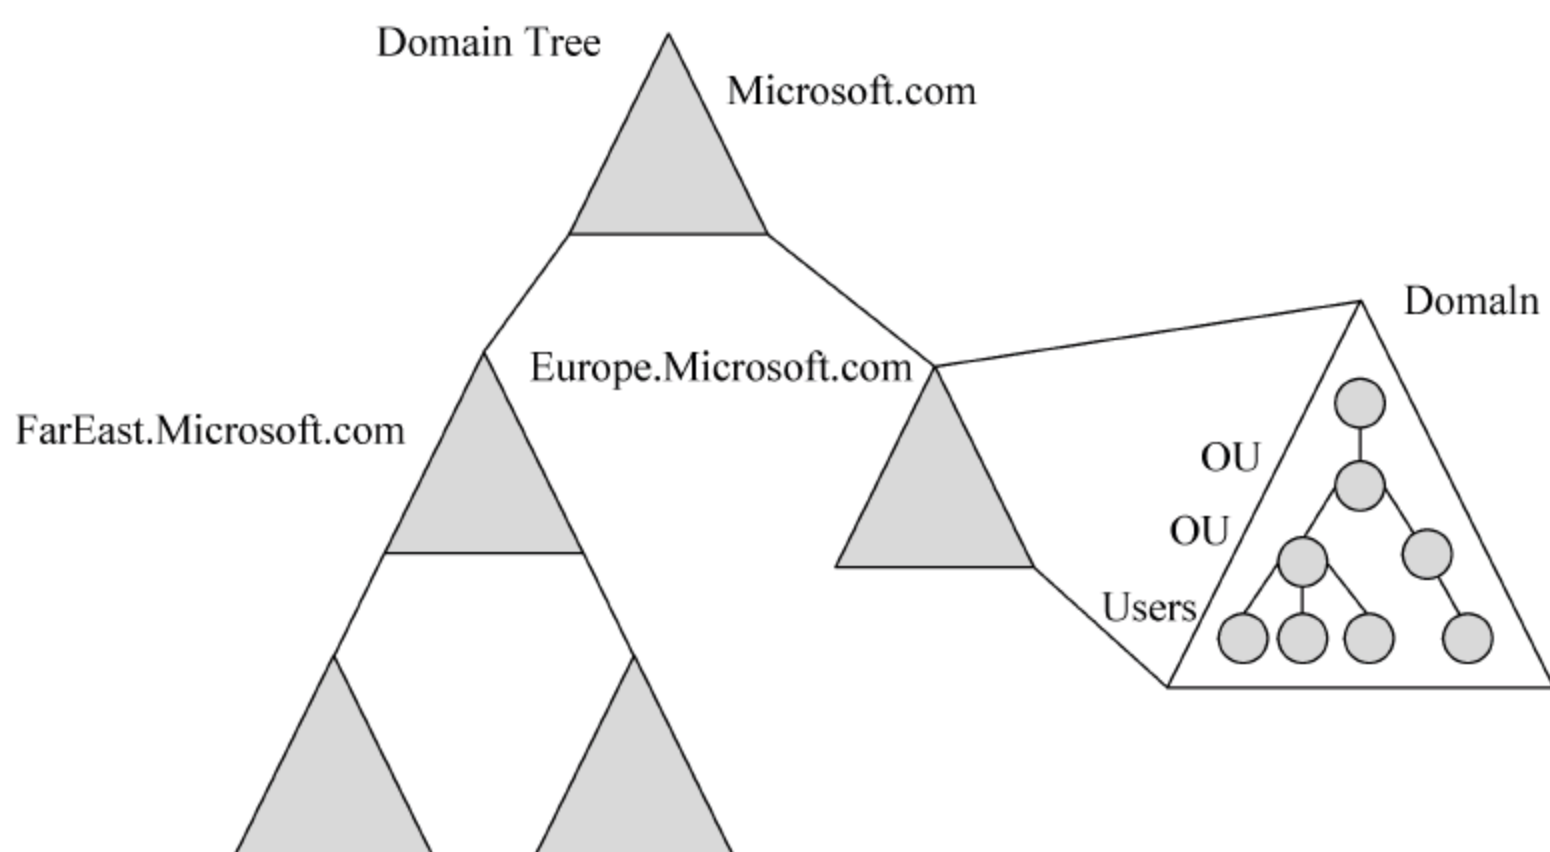 Domain Tree
Microsoft.com
Domaln
Europe.Microsoft.com
FarEast.Microsoft.com
OU
OU
Users